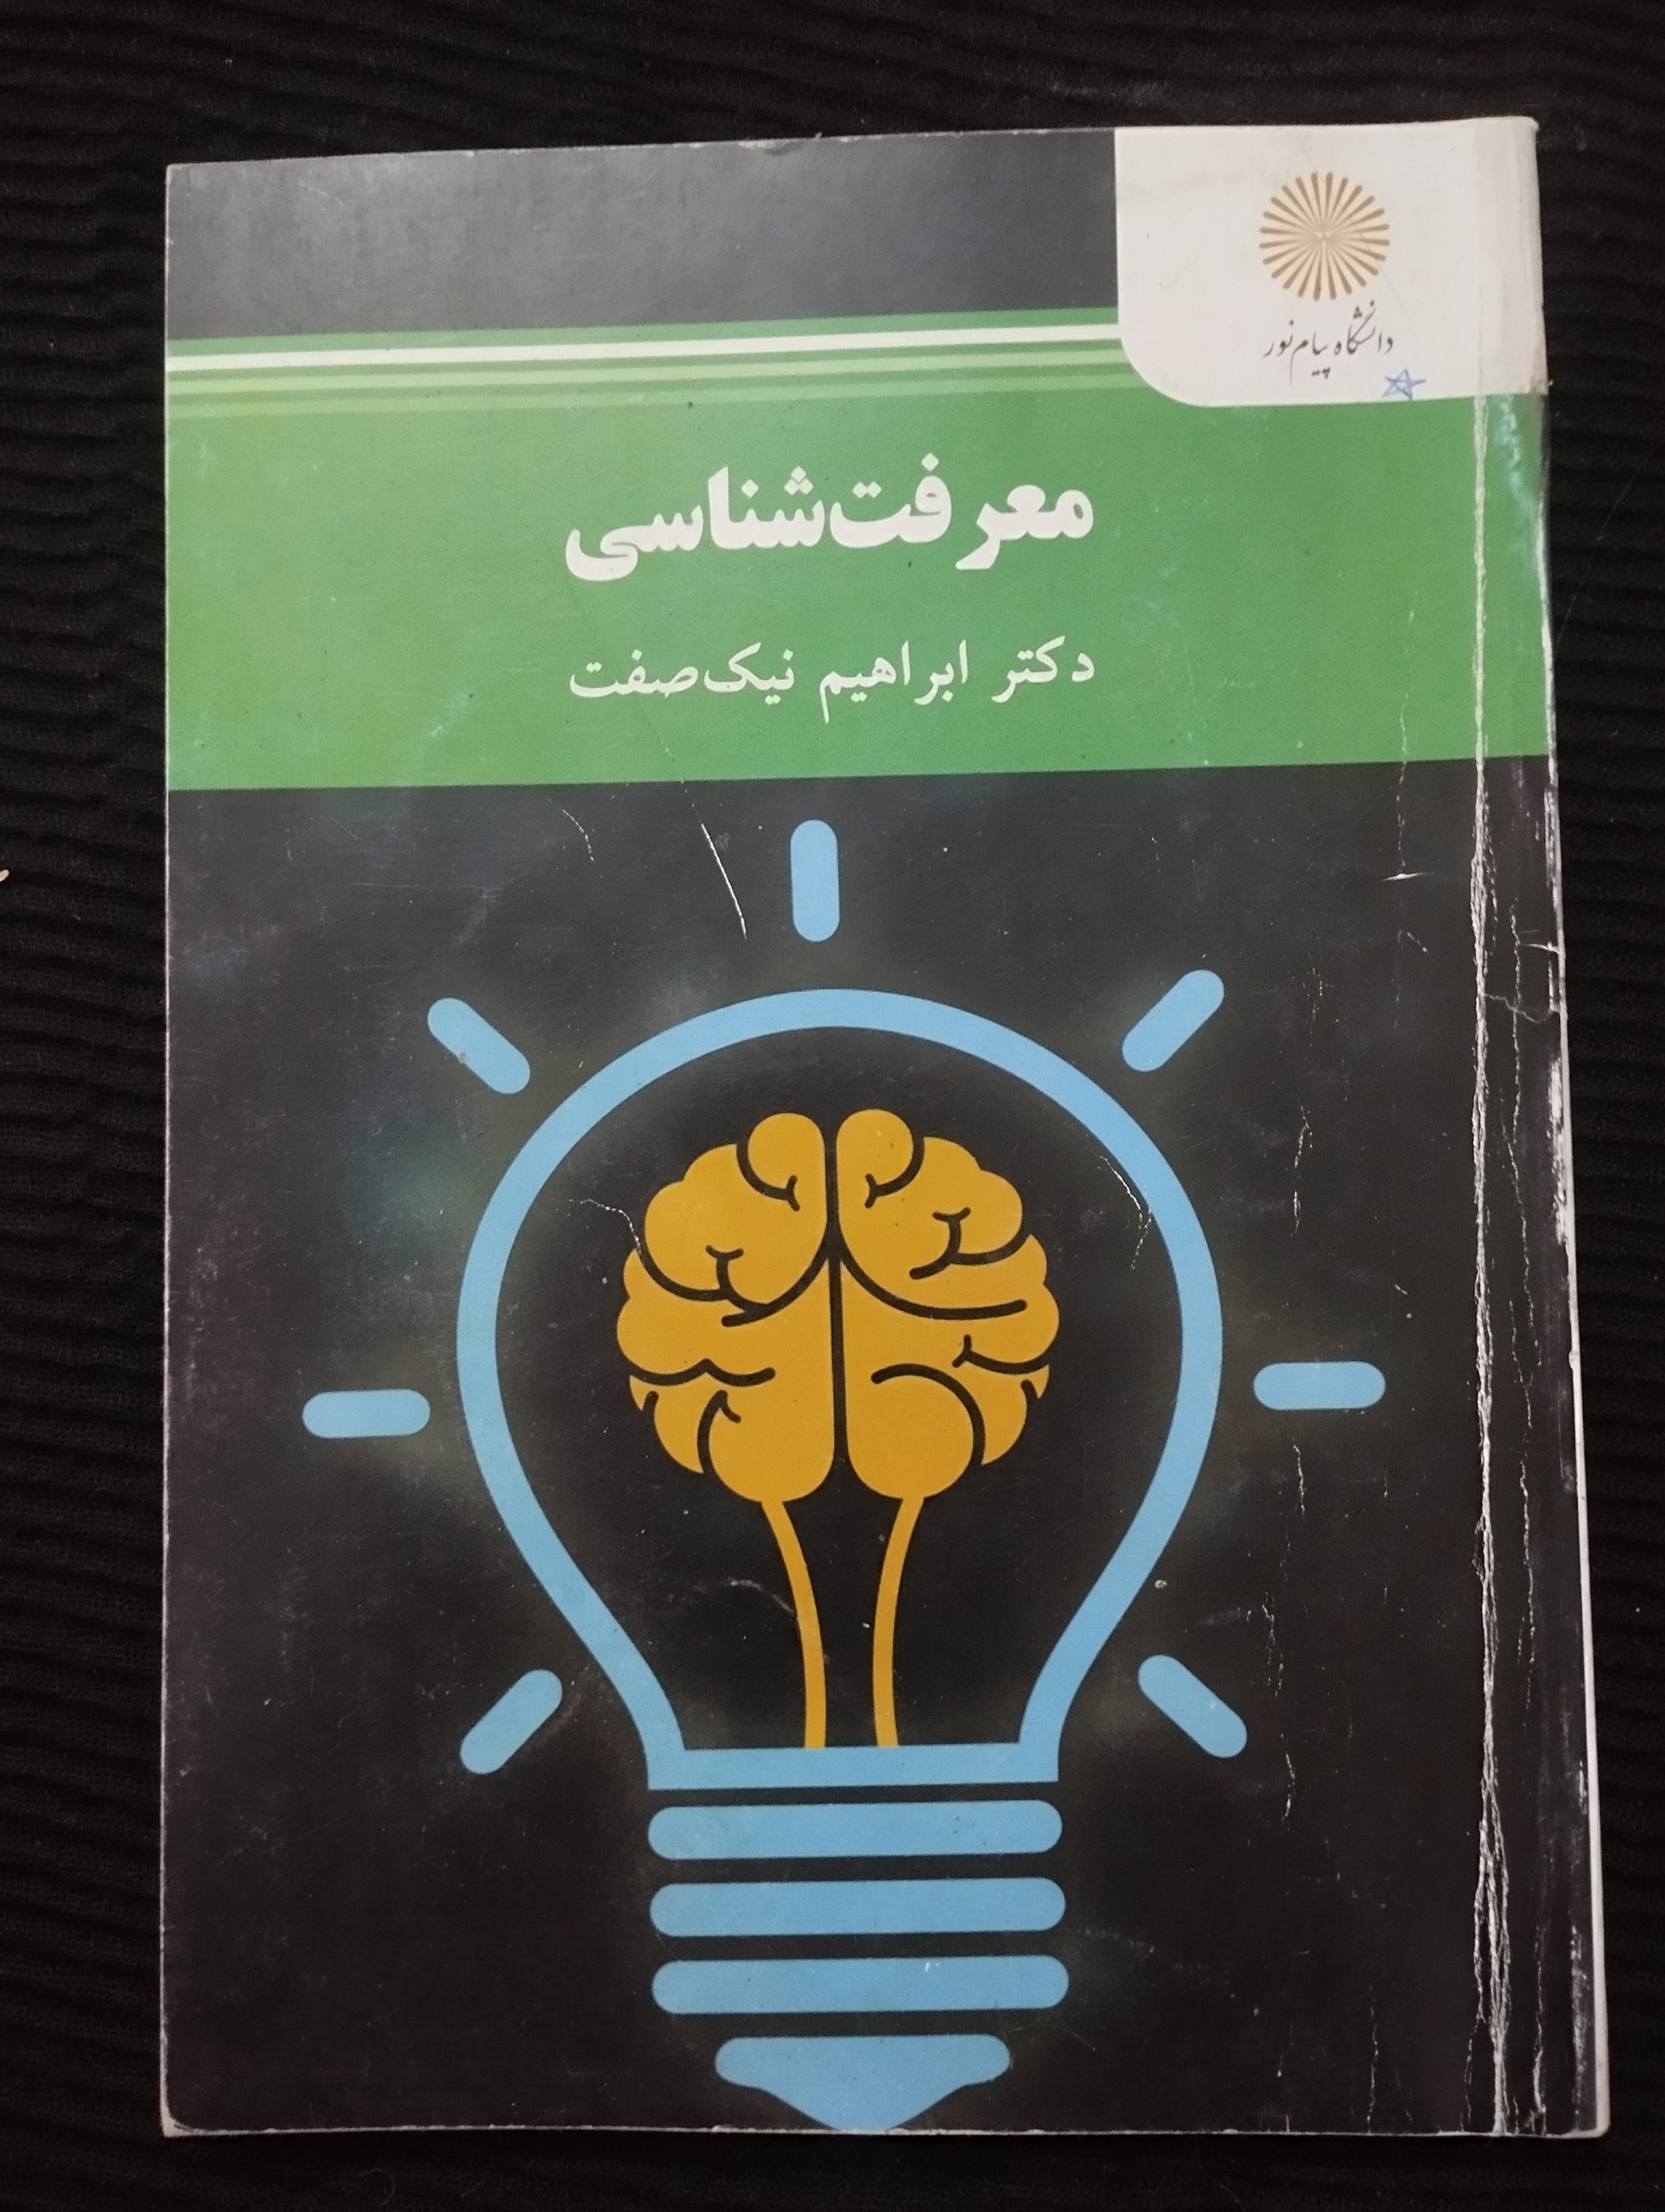 دانشگاه پیام نور
معرفت‌شناسی
دکتر ابراهیم نیک‌صفت